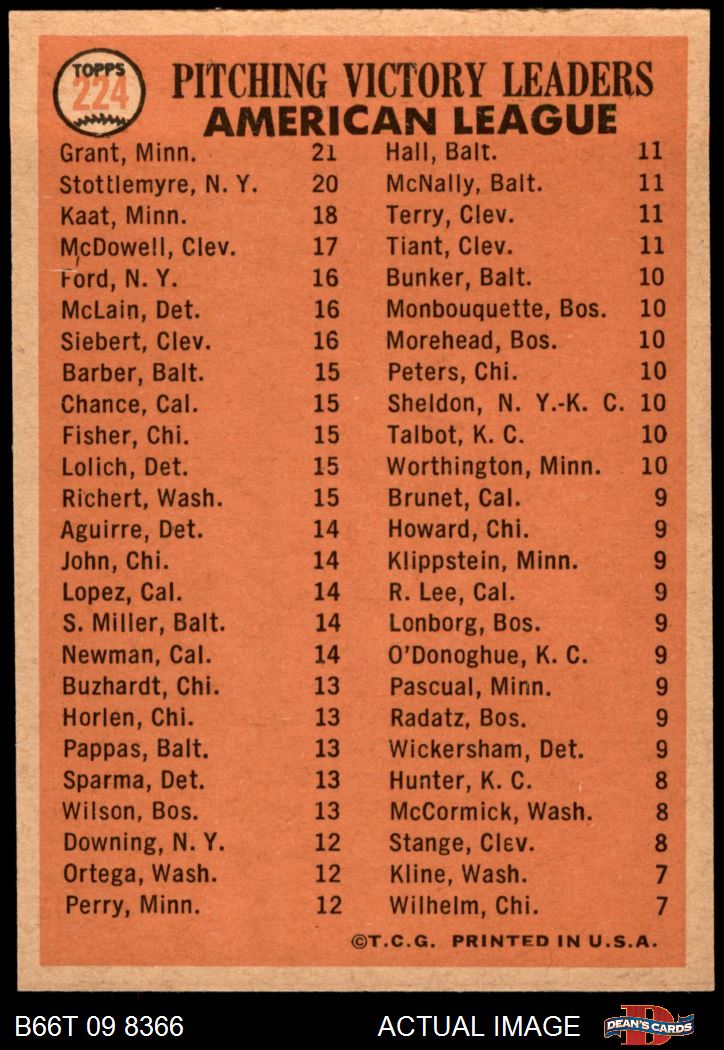 TOPPS
224
PITCHING VICTORY LEADERS
AMERICAN LEAGUE
Grant, Minn. 21
Stottlemyre, N. Y. 20
Kaat, Minn. 18
McDowell, Clev. 17
Ford, N. Y. 16
McLain, Det. 16
Siebert, Clev. 16
Barber, Balt. 15
Chance, Cal. 15
Fisher, Chi. 15
Lolich, Det. 15
Richert, Wash. 15
Aguirre, Det. 14
John, Chi. 14
Lopez, Cal. 14
S. Miller, Balt. 14
Newman, Cal. 14
Buzhardt, Chi. 13
Horlen, Chi. 13
Pappas, Balt. 13
Sparma, Det. 13
Wilson, Bos. 13
Downing, N. Y. 12
Ortega, Wash. 12
Perry, Minn. 12
Hall, Balt. 11
McNally, Balt. 11
Terry, Clev. 11
Tiant, Clev. 11
Bunker, Balt. 10
Monbouquette, Bos. 10
Morehead, Bos. 10
Peters, Chi. 10
Sheldon, N. Y.-K. C. 10
Talbot, K. C. 10
Worthington, Minn. 10
Brunet, Cal. 9
Howard, Chi. 9
Klippstein, Minn. 9
R. Lee, Cal. 9
Lonborg, Bos. 9
O'Donoghue, K. C. 9
Pascual, Minn. 9
Radatz, Bos. 9
Wickersham, Det. 9
Hunter, K. C. 8
McCormick, Wash. 8
Stange, Clev. 8
Kline, Wash. 7
Wilhelm, Chi. 7
©T.C.G. PRINTED IN U.S.A.
B66T 09 8366
ACTUAL IMAGE
D
DEAN'S CARDS